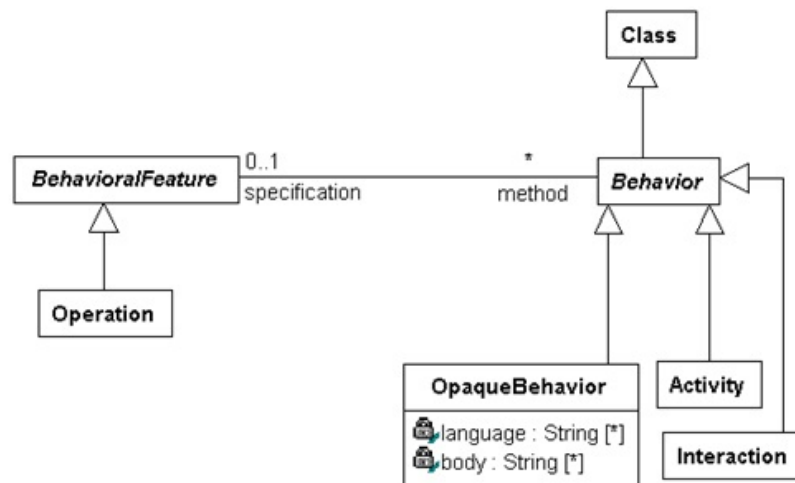 Class
0..1
*
BehavioralFeature
Behavior
specification
method
Operation
OpaqueBehavior
language : String [*]
body : String [*]
Activity
Interaction